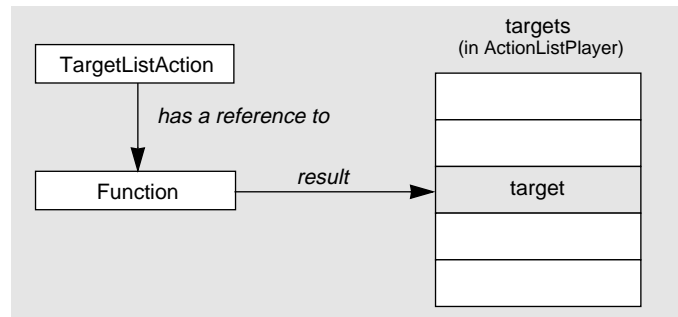 targets
(in ActionListPlayer)
TargetListAction
has a reference to
Function
result
target